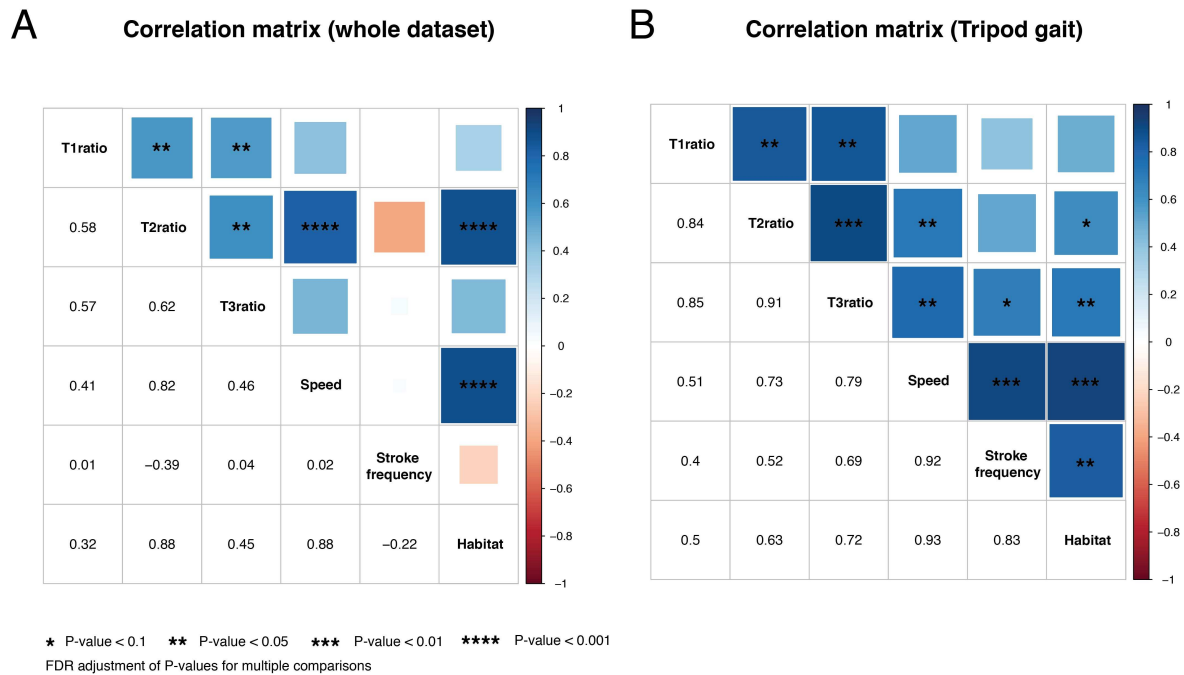 A
Correlation matrix (whole dataset)
T1ratio ** **
0.58 T2ratio ** **** ****
0.57 0.62 T3ratio
0.41 0.82 0.46 Speed ****
0.01 −0.39 0.04 0.02 Stroke
frequency
0.32 0.88 0.45 0.88 −0.22 Habitat
1
0.8
0.6
0.4
0.2
0
−0.2
−0.4
−0.6
−0.8
−1
B
Correlation matrix (Tripod gait)
T1ratio ** **
0.84 T2ratio *** ** *
0.85 0.91 T3ratio ** * **
0.51 0.73 0.79 Speed *** ***
0.4 0.52 0.69 0.92 Stroke
frequency **
0.5 0.63 0.72 0.93 0.83 Habitat
1
0.8
0.6
0.4
0.2
0
−0.2
−0.4
−0.6
−0.8
−1
* P-value < 0.1 ** P-value < 0.05 *** P-value < 0.01 **** P-value < 0.001
FDR adjustment of P-values for multiple comparisons